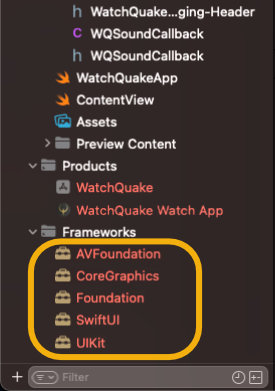 WatchQuake...ging-Header
WQSoundCallback
WQSoundCallback
WatchQuakeApp
ContentView
Assets
Preview Content
Products
WatchQuake
WatchQuake Watch App
Frameworks
AVFoundation
CoreGraphics
Foundation
SwiftUI
UIKit
Filter